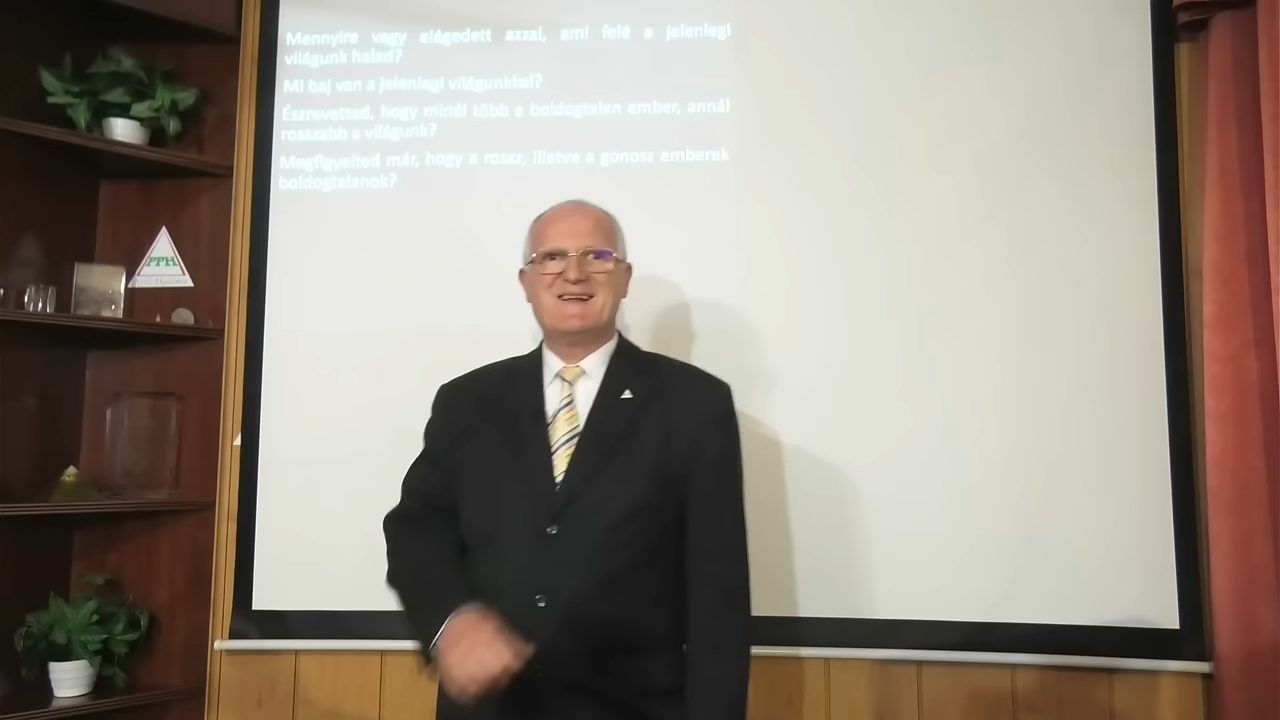 Mennyire vagy elégedett azzal, ami felé a jelenlegi
világunk halad?
Mi baj van a jelenlegi világunkkal?
Észrevetted, hogy minél több a boldogtalan ember, annál
rosszabb a világunk?
Megfigyelted már, hogy a rossz, illetve a gonosz emberek
boldogtalanok?
PPH